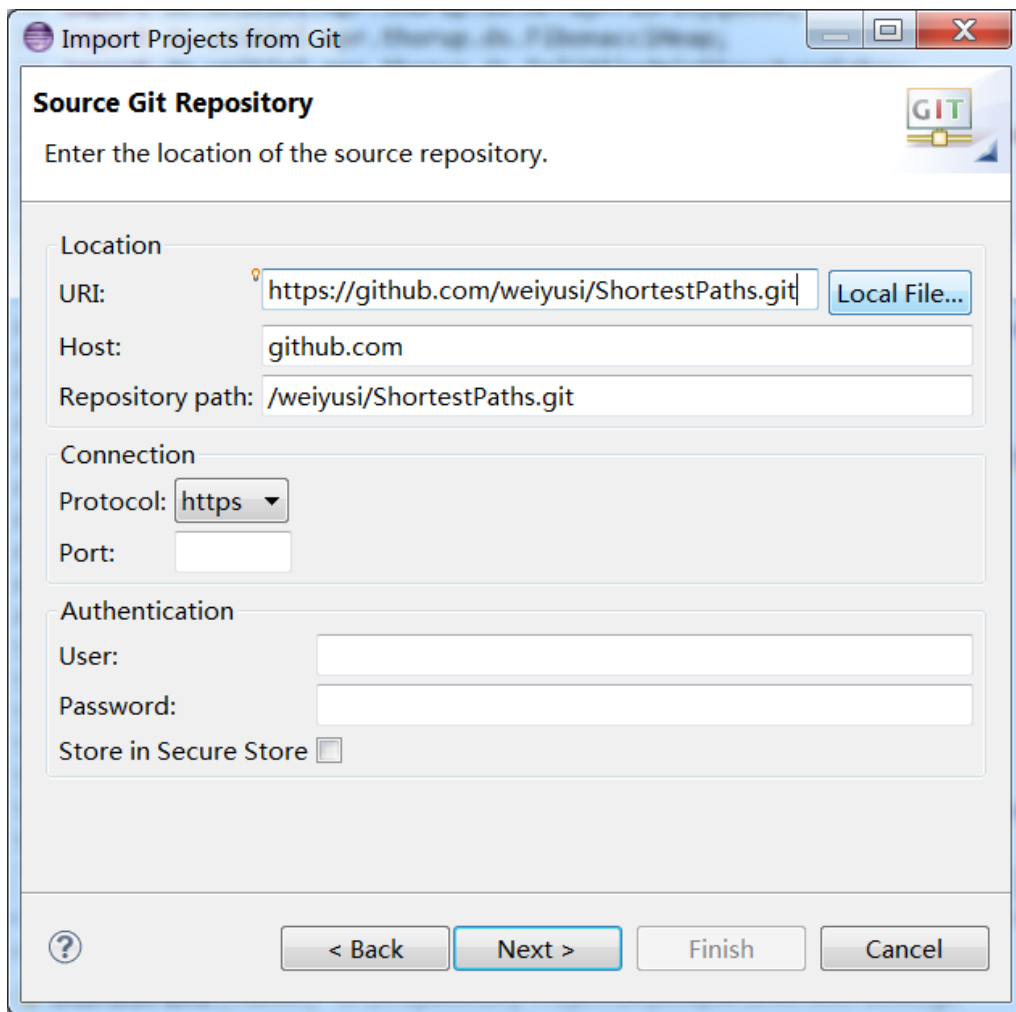 Import Projects from Git
Source Git Repository
GIT
Enter the location of the source repository.
Location
URI: https://github.com/weiyusi/ShortestPaths.git Local File...
Host: github.com
Repository path: /weiyusi/ShortestPaths.git
Connection
Protocol: https
Port:
Authentication
User:
Password:
Store in Secure Store
? < Back Next > Finish Cancel